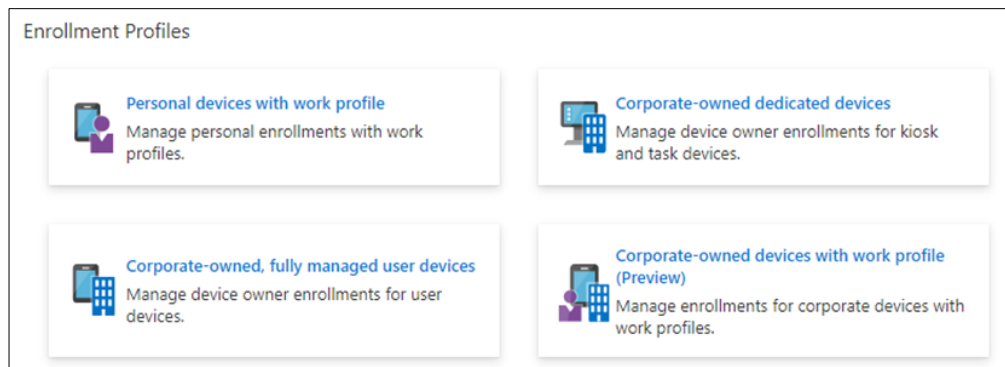 Enrollment Profiles
Personal devices with work profile
Manage personal enrollments with work
profiles.
Corporate-owned dedicated devices
Manage device owner enrollments for kiosk
and task devices.
Corporate-owned, fully managed user devices
Manage device owner enrollments for user
devices.
Corporate-owned devices with work profile
(Preview)
Manage enrollments for corporate devices with
work profiles.